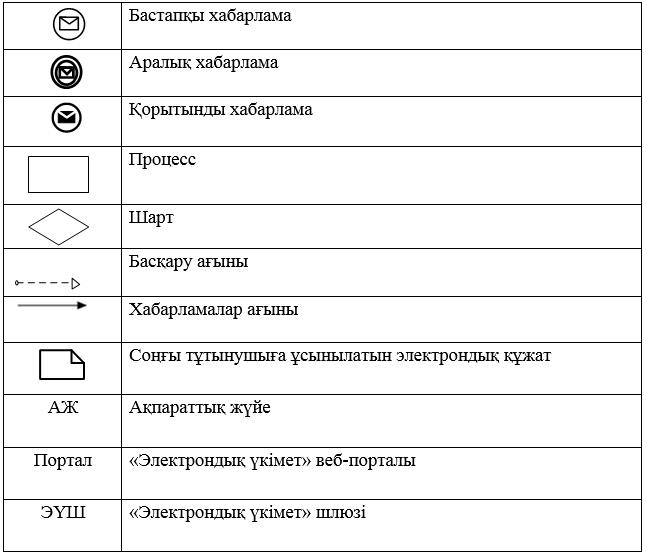 Бастапқы хабарлама
Аралық хабарлама
Қорытынды хабарлама
Процесс
Шарт
Басқару ағыны
Хабарламалар ағыны
Соңғы тұтынушыға ұсынылатын электрондық құжат
АЖ Ақпараттық жүйе
Портал «Электрондық үкімет» веб-порталы
ЭҮШ «Электрондық үкімет» шлюзі